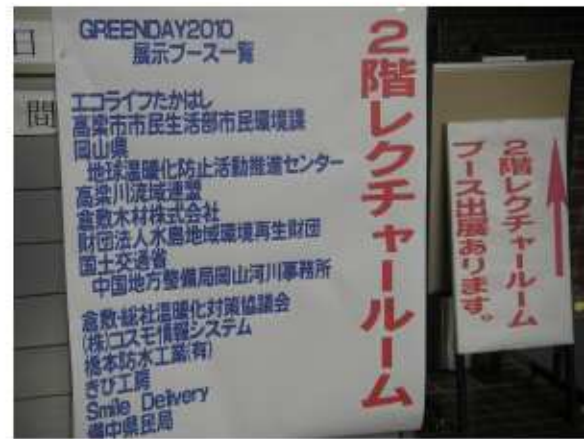 GREENDAY2010
展示ブース一覧
エコライフたかはし
高梁市市民生活部市民環境課
岡山県
地球温暖化防止活動推進センター
高梁川流域連盟
倉敷木材株式会社
財団法人水島地域環境再生財団
国土交通省
中国地方整備局岡山河川事務所
倉敷・総社温暖化対策協議会
(株)コスモ情報システム
橋本防水工業(有)
きび工房
Smile Delivery
備中県民局
2階レクチャールーム
2階レクチャールーム
ブース出展あります。
日
間